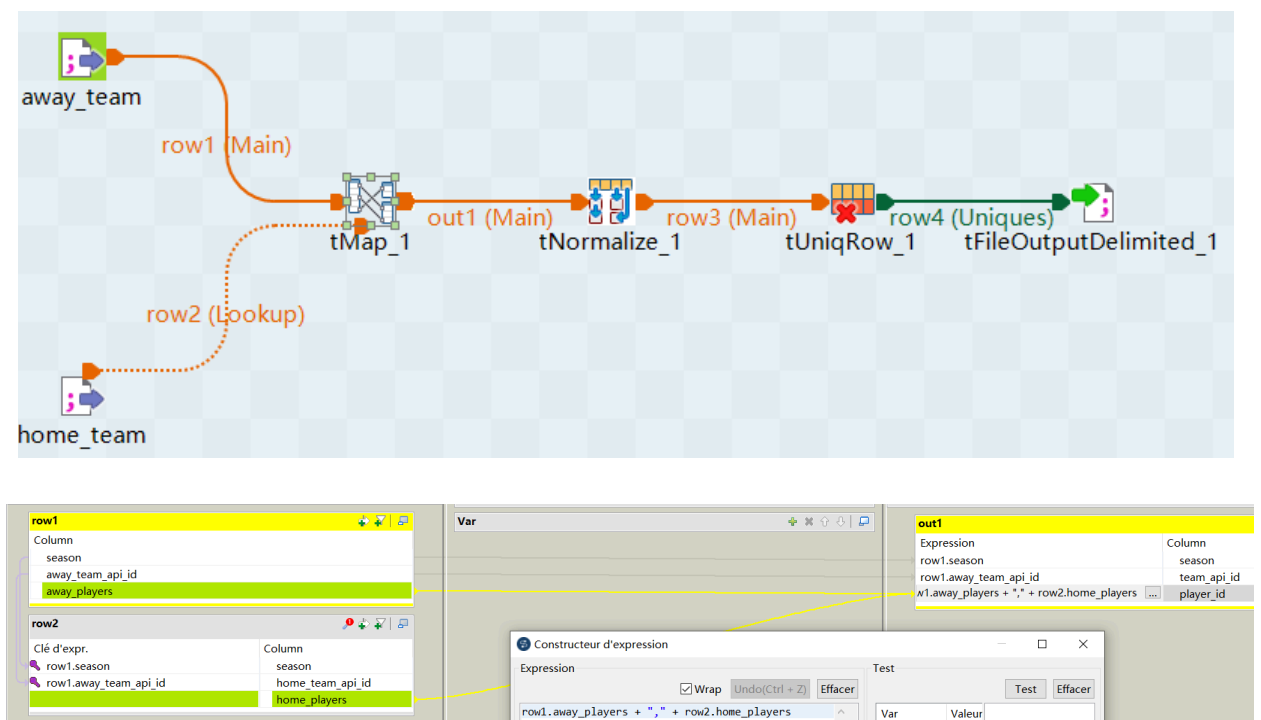 away_team
row1 (Main)
out1 (Main)
row3 (Main)
row4 (Uniques)
tMap_1
tNormalize_1
tUniqRow_1
tFileOutputDelimited_1
row2 (Lookup)
home_team
row1
Column
season
away_team_api_id
away_players
row2
Clé d'expr. Column
row1.season season
row1.away_team_api_id home_team_api_id
home_players
Var
out1
Expression Column
row1.season season
row1.away_team_api_id team_api_id
w1.away_players + "," + row2.home_players ... player_id
Constructeur d'expression
Expression
Wrap Undo(Ctrl + Z) Effacer
row1.away_players + "," + row2.home_players
Test
Test Effacer
Var Valeur